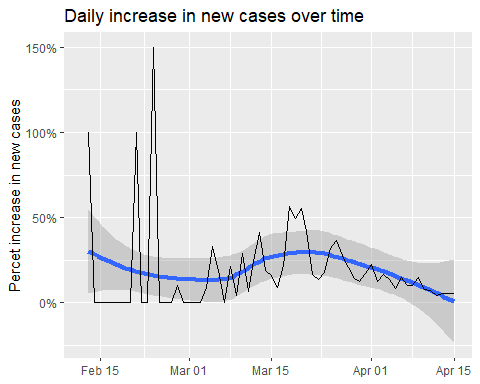 Daily increase in new cases over time
Percet increase in new cases
150%
100%
50%
0%
Feb 15
Mar 01
Mar 15
Apr 01
Apr 15